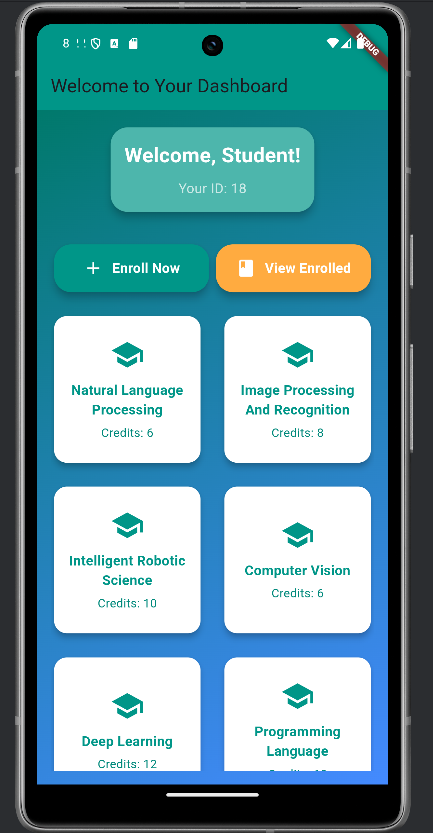 8
DEBUG
Welcome to Your Dashboard
Welcome, Student!
Your ID: 18
Enroll Now
View Enrolled
Natural Language
Processing
Credits: 6
Image Processing
And Recognition
Credits: 8
Intelligent Robotic
Science
Credits: 10
Computer Vision
Credits: 6
Deep Learning
Credits: 12
Programming
Language